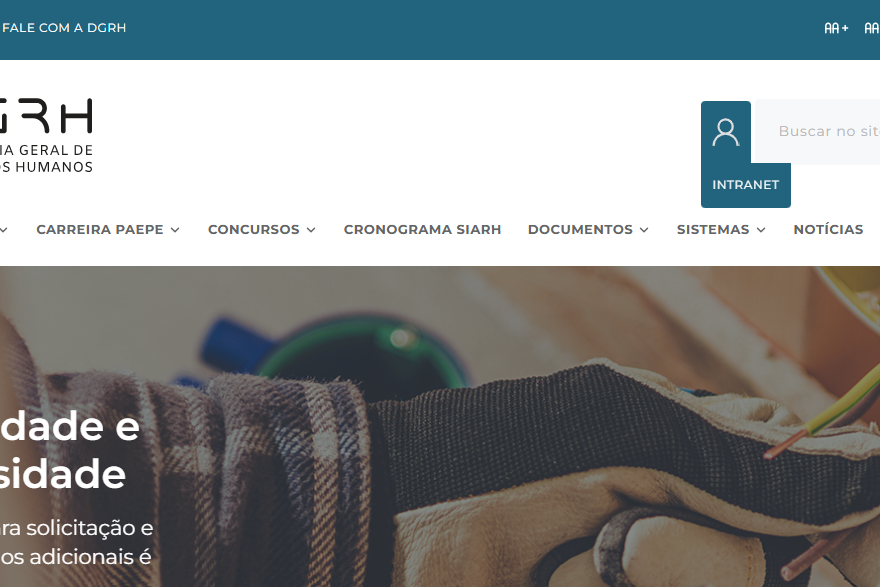 FALE COM A DGRH
AA+ AA
GRH
IA GERAL DE
OS HUMANOS
Buscar no sit
INTRANET
CARREIRA PAEPE CONCURSOS CRONOGRAMA SIARH DOCUMENTOS SISTEMAS NOTÍCIAS
dade e
sidade
ra solicitação e
os adicionais é